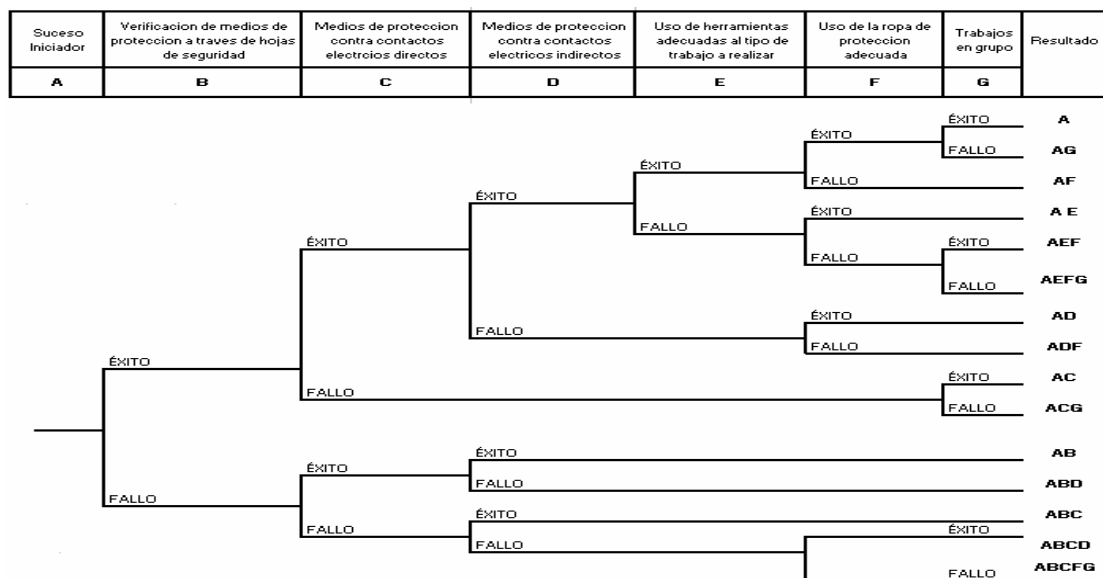 Suceso
Iniciador
Verificacion de medios de
proteccion a traves de hojas
de seguridad
Medios de proteccion
contra contactos
electrcios directos
Medios de proteccion
contra contactos
electricos indirectos
Uso de herramientas
adecuadas al tipo de
trabajo a realizar
Uso de la ropa de
proteccion
adecuada
Trabajos
en grupo
Resultado
A
B
C
D
E
F
G
ÉXITO
A
ÉXITO
FALLO
AG
ÉXITO
FALLO
AF
ÉXITO
ÉXITO
A E
FALLO
ÉXITO
AEF
ÉXITO
FALLO
FALLO
AEFG
ÉXITO
AD
FALLO
FALLO
ADF
ÉXITO
ÉXITO
AC
FALLO
FALLO
ACG
ÉXITO
AB
ÉXITO
FALLO
ABD
FALLO
ÉXITO
ABC
FALLO
ÉXITO
FALLO
ABCD
FALLO
ABCFG